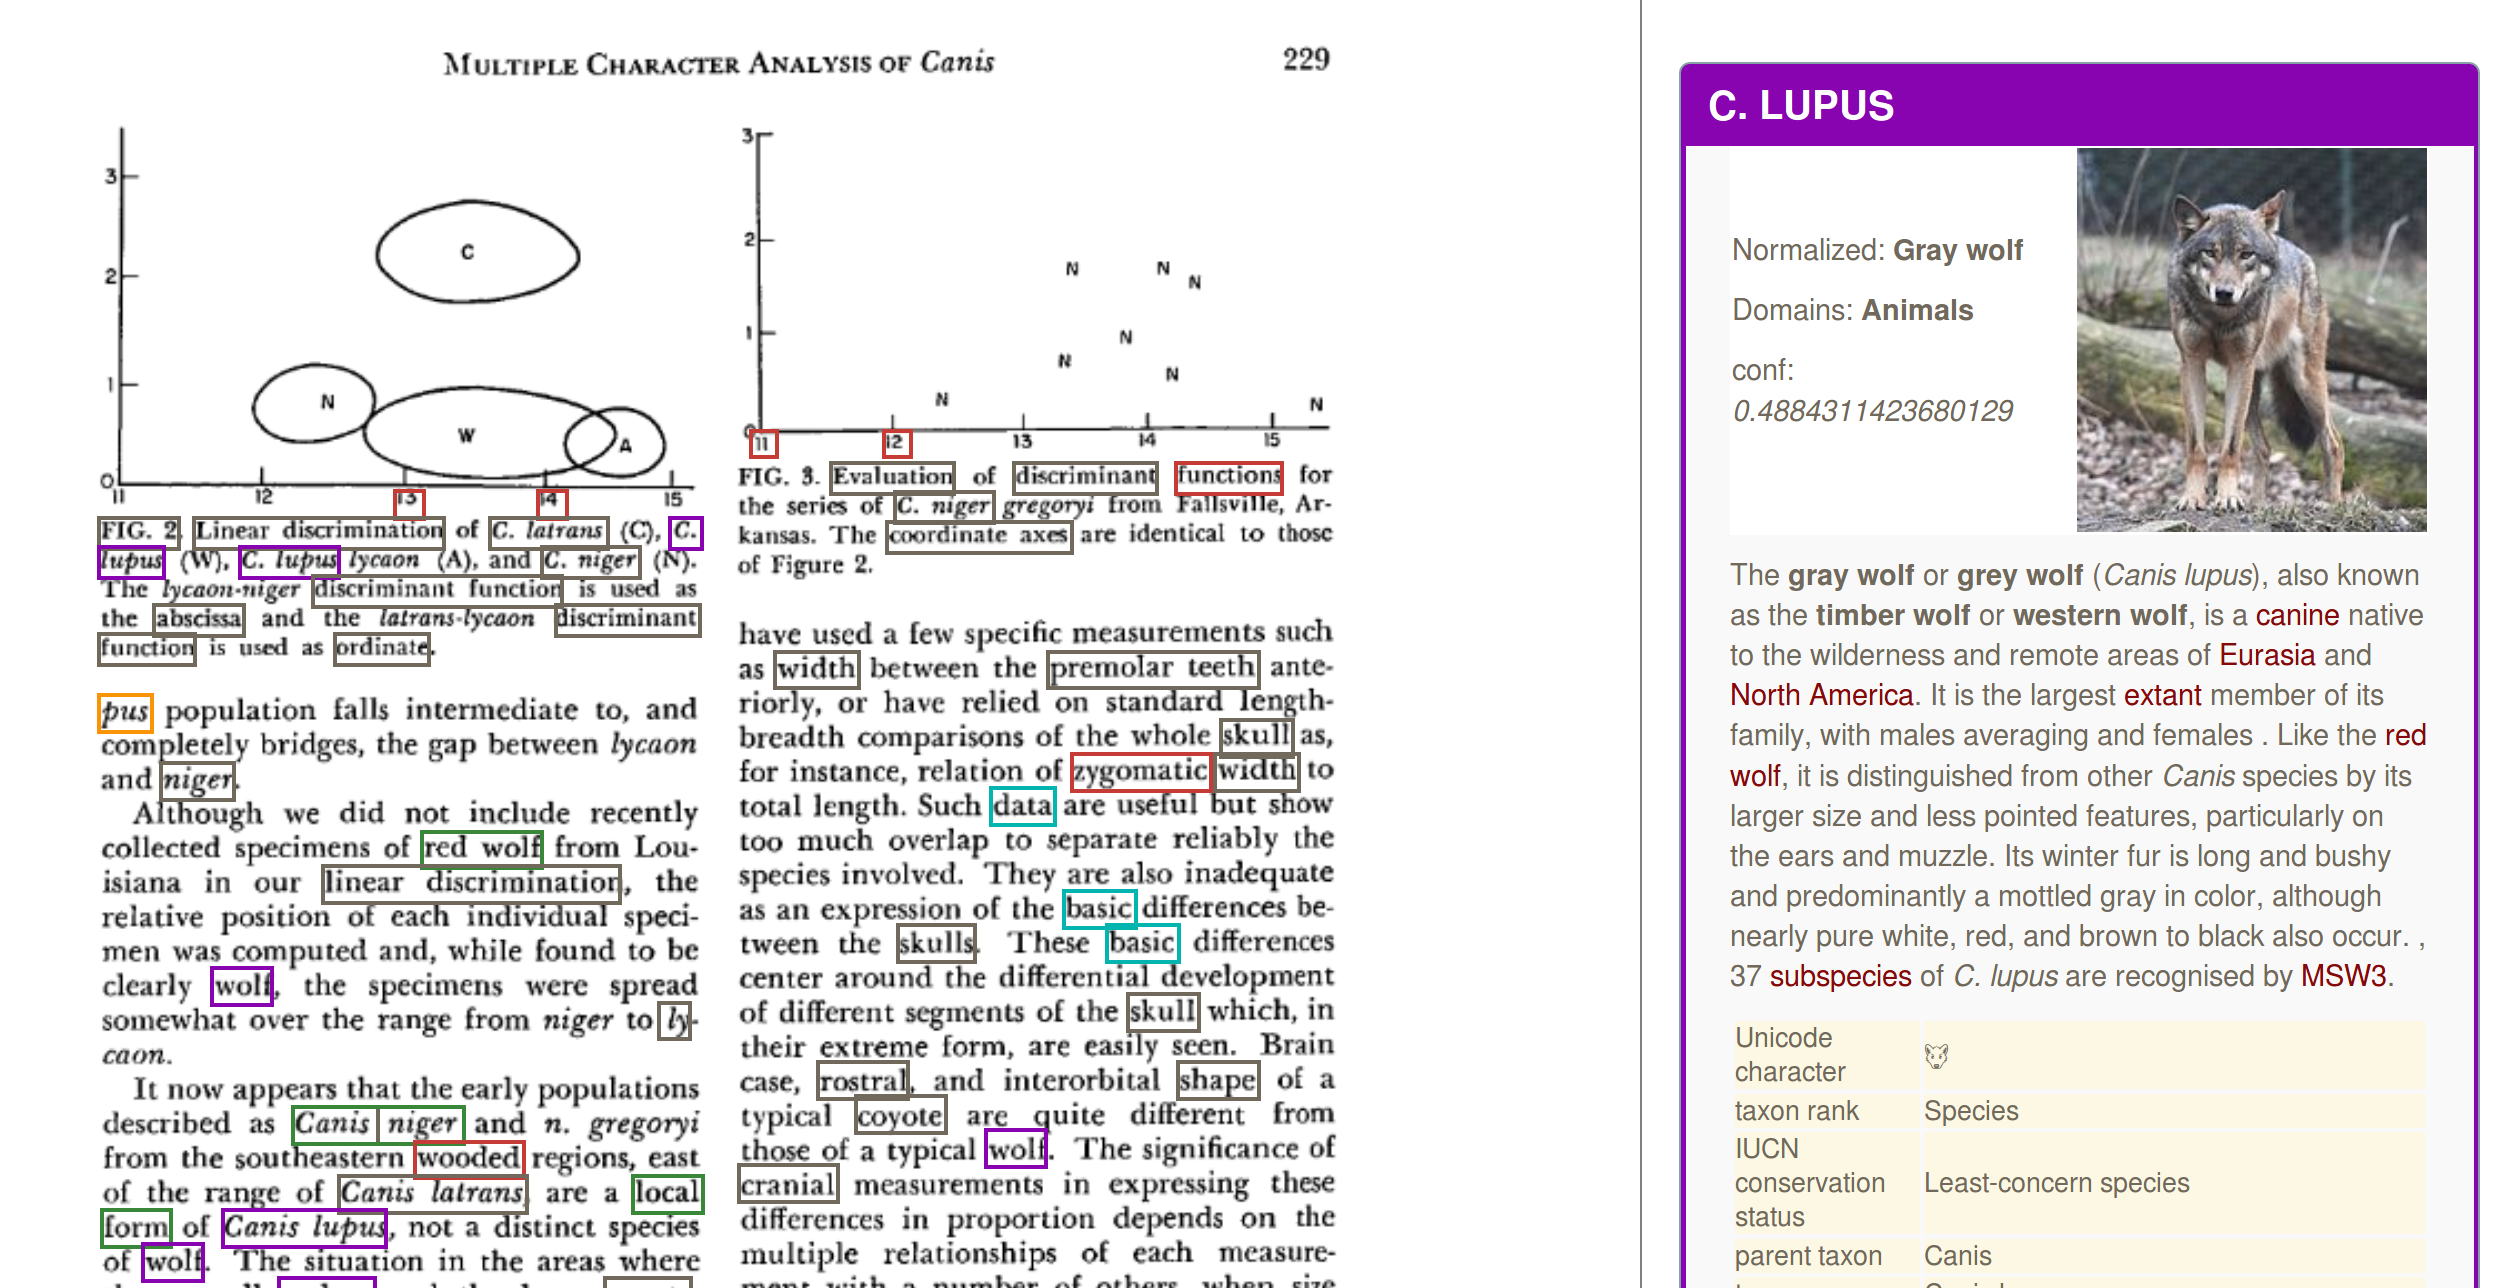 MULTIPLE CHARACTER ANALYSIS OF Canis 229
3
2
1
0
C
N
W
A
11 12 13 14 15
FIG. 2. Linear discrimination of C. latrans (C), C.
lupus (W), C. lupus lycaon (A), and C. niger (N).
The lycaon-niger discriminant function is used as
the abscissa and the latrans-lycaon discriminant
function is used as ordinate.
pus population falls intermediate to, and
completely bridges, the gap between lycaon
and niger.
Although we did not include recently
collected specimens of red wolf from Lou-
isiana in our linear discrimination, the
relative position of each individual speci-
men was computed and, while found to be
clearly wolf, the specimens were spread
somewhat over the range from niger to ly-
caon.
It now appears that the early populations
described as Canis niger and n. gregoryi
from the southeastern wooded regions, east
of the range of Canis latrans, are a local
form of Canis lupus, not a distinct species
of wolf. The situation in the areas where
3
2
1
0
N N
N
N
N
N
N
N
11 12 13 14 15
FIG. 3. Evaluation of discriminant functions for
the series of C. niger gregoryi from Fallsville, Ar-
kansas. The coordinate axes are identical to those
of Figure 2.
have used a few specific measurements such
as width between the premolar teeth ante-
riorly, or have relied on standard length-
breadth comparisons of the whole skull as,
for instance, relation of zygomatic width to
total length. Such data are useful but show
too much overlap to separate reliably the
species involved. They are also inadequate
as an expression of the basic differences be-
tween the skulls. These basic differences
center around the differential development
of different segments of the skull which, in
their extreme form, are easily seen. Brain
case, rostral, and interorbital shape of a
typical coyote are quite different from
those of a typical wolf. The significance of
cranial measurements in expressing these
differences in proportion depends on the
multiple relationships of each measure-
ment with a number of others, when size
C. LUPUS
Normalized: Gray wolf
Domains: Animals
conf:
0.4884311423680129
The gray wolf or grey wolf (Canis lupus), also known
as the timber wolf or western wolf, is a canine native
to the wilderness and remote areas of Eurasia and
North America. It is the largest extant member of its
family, with males averaging and females . Like the red
wolf, it is distinguished from other Canis species by its
larger size and less pointed features, particularly on
the ears and muzzle. Its winter fur is long and bushy
and predominantly a mottled gray in color, although
nearly pure white, red, and brown to black also occur. ,
37 subspecies of C. lupus are recognised by MSW3.
Unicode
character 🐺
taxon rank Species
IUCN
conservation Least-concern species
status
parent taxon Canis